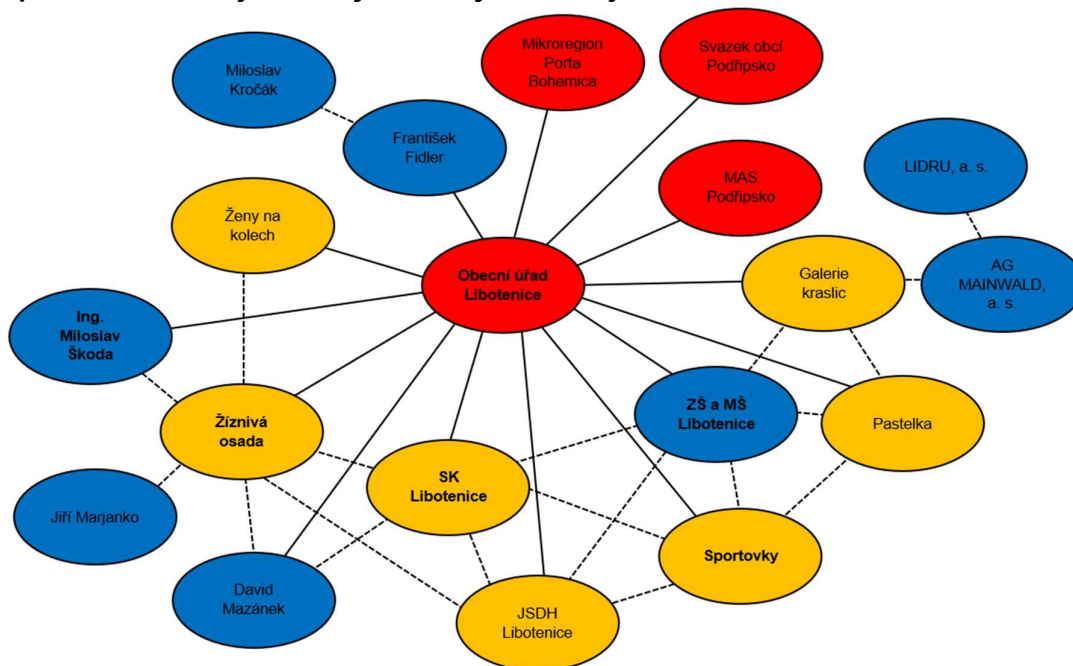 Miloslav
Kročák
František
Fidler
Mikroregion
Porta
Bohemica
Svazek obcí
Podřipsko
MAS
Podřipsko
LIDRU, a. s.
AG
MAINWALD,
a. s.
Ženy na
kolech
Obecní úřad
Libotenice
Galerie
kraslic
Ing.
Miloslav
Škoda
Žíznivá
osada
SK
Libotenice
ZŠ a MŠ
Libotenice
Pastelka
Jiří Marjanko
David
Mazánek
JSDH
Libotenice
Sportovky